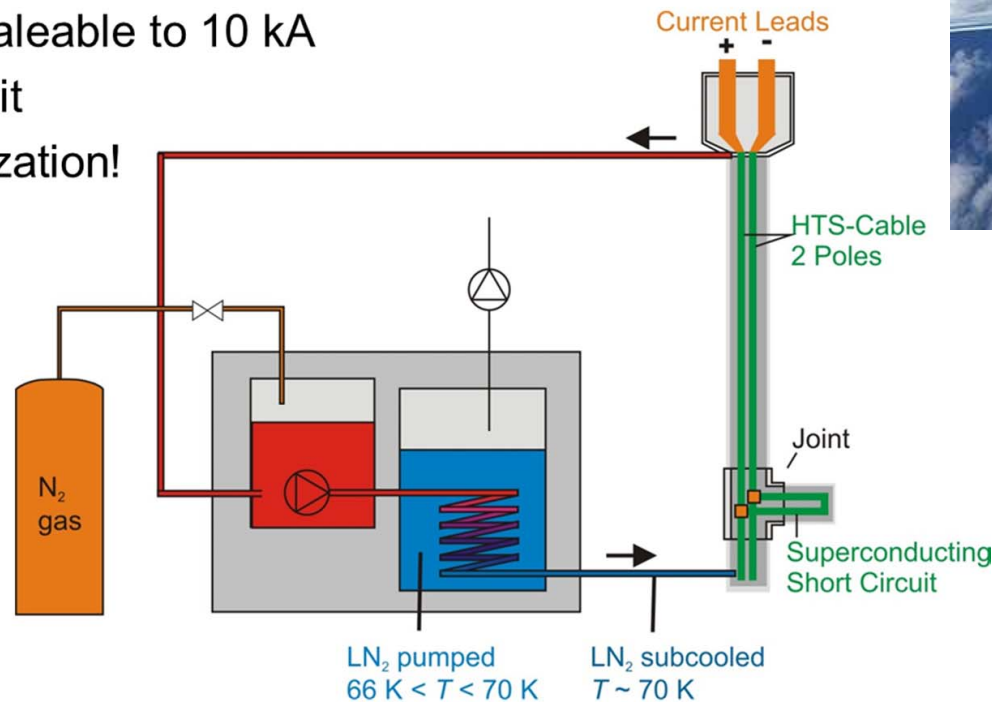 aleable to 10 kA
it
zation!
Current Leads
+ -
HTS-Cable
2 Poles
N₂
gas
Joint
Superconducting
Short Circuit
LN₂ pumped
66 K < T < 70 K
LN₂ subcooled
T ~ 70 K